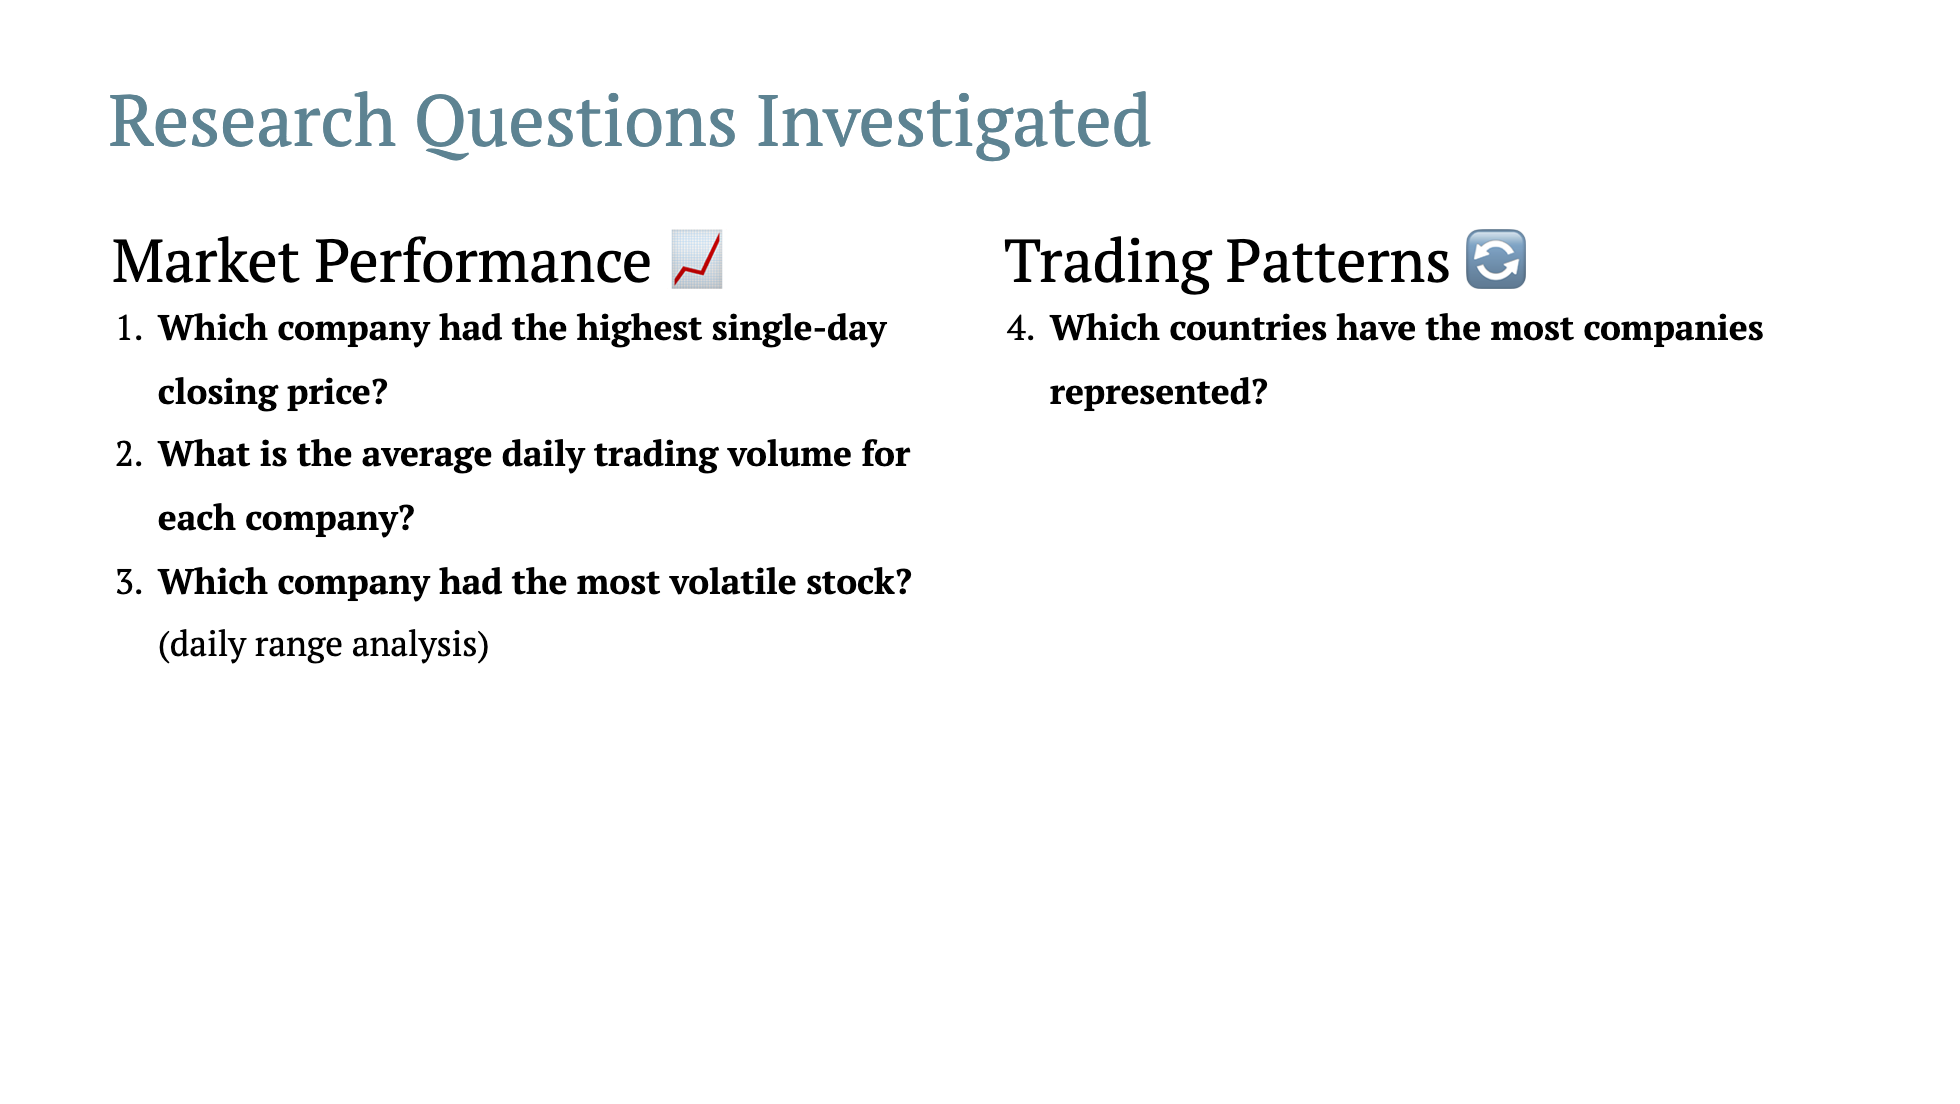 Research Questions Investigated
Market Performance 📈
1. Which company had the highest single-day
closing price?
2. What is the average daily trading volume for
each company?
3. Which company had the most volatile stock?
(daily range analysis)
Trading Patterns 🔄
4. Which countries have the most companies
represented?